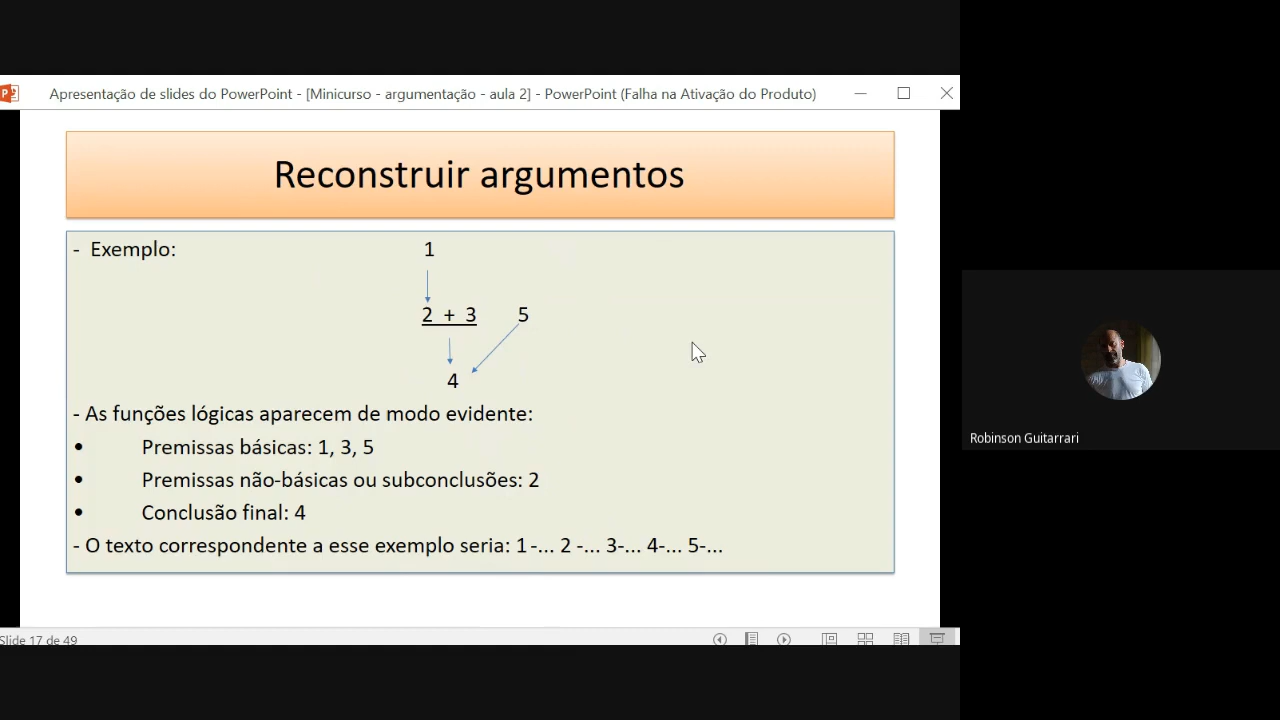 Apresentação de slides do PowerPoint - [Minicurso - argumentação - aula 2] - PowerPoint (Falha na Ativação do Produto)
Reconstruir argumentos
- Exemplo: 1
2 + 3 5
4
- As funções lógicas aparecem de modo evidente:
• Premissas básicas: 1, 3, 5
• Premissas não-básicas ou subconclusões: 2
• Conclusão final: 4
- O texto correspondente a esse exemplo seria: 1-... 2 -... 3-... 4-... 5-...
Robinson Guitarrari
Slide 17 de 49